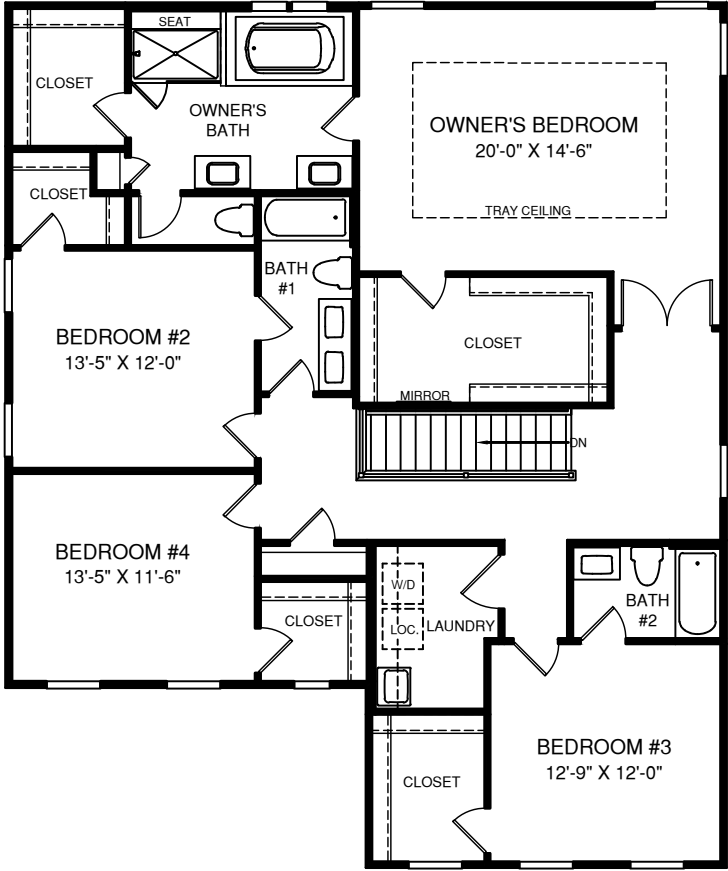 SEAT
CLOSET
OWNER'S
BATH
OWNER'S BEDROOM
20'-0" X 14'-6"
TRAY CEILING
CLOSET
BATH
#1
BEDROOM #2
13'-5" X 12'-0"
CLOSET
MIRROR
DN
BEDROOM #4
13'-5" X 11'-6"
W/D
LOC.
LAUNDRY
CLOSET
BATH
#2
BEDROOM #3
12'-9" X 12'-0"
CLOSET